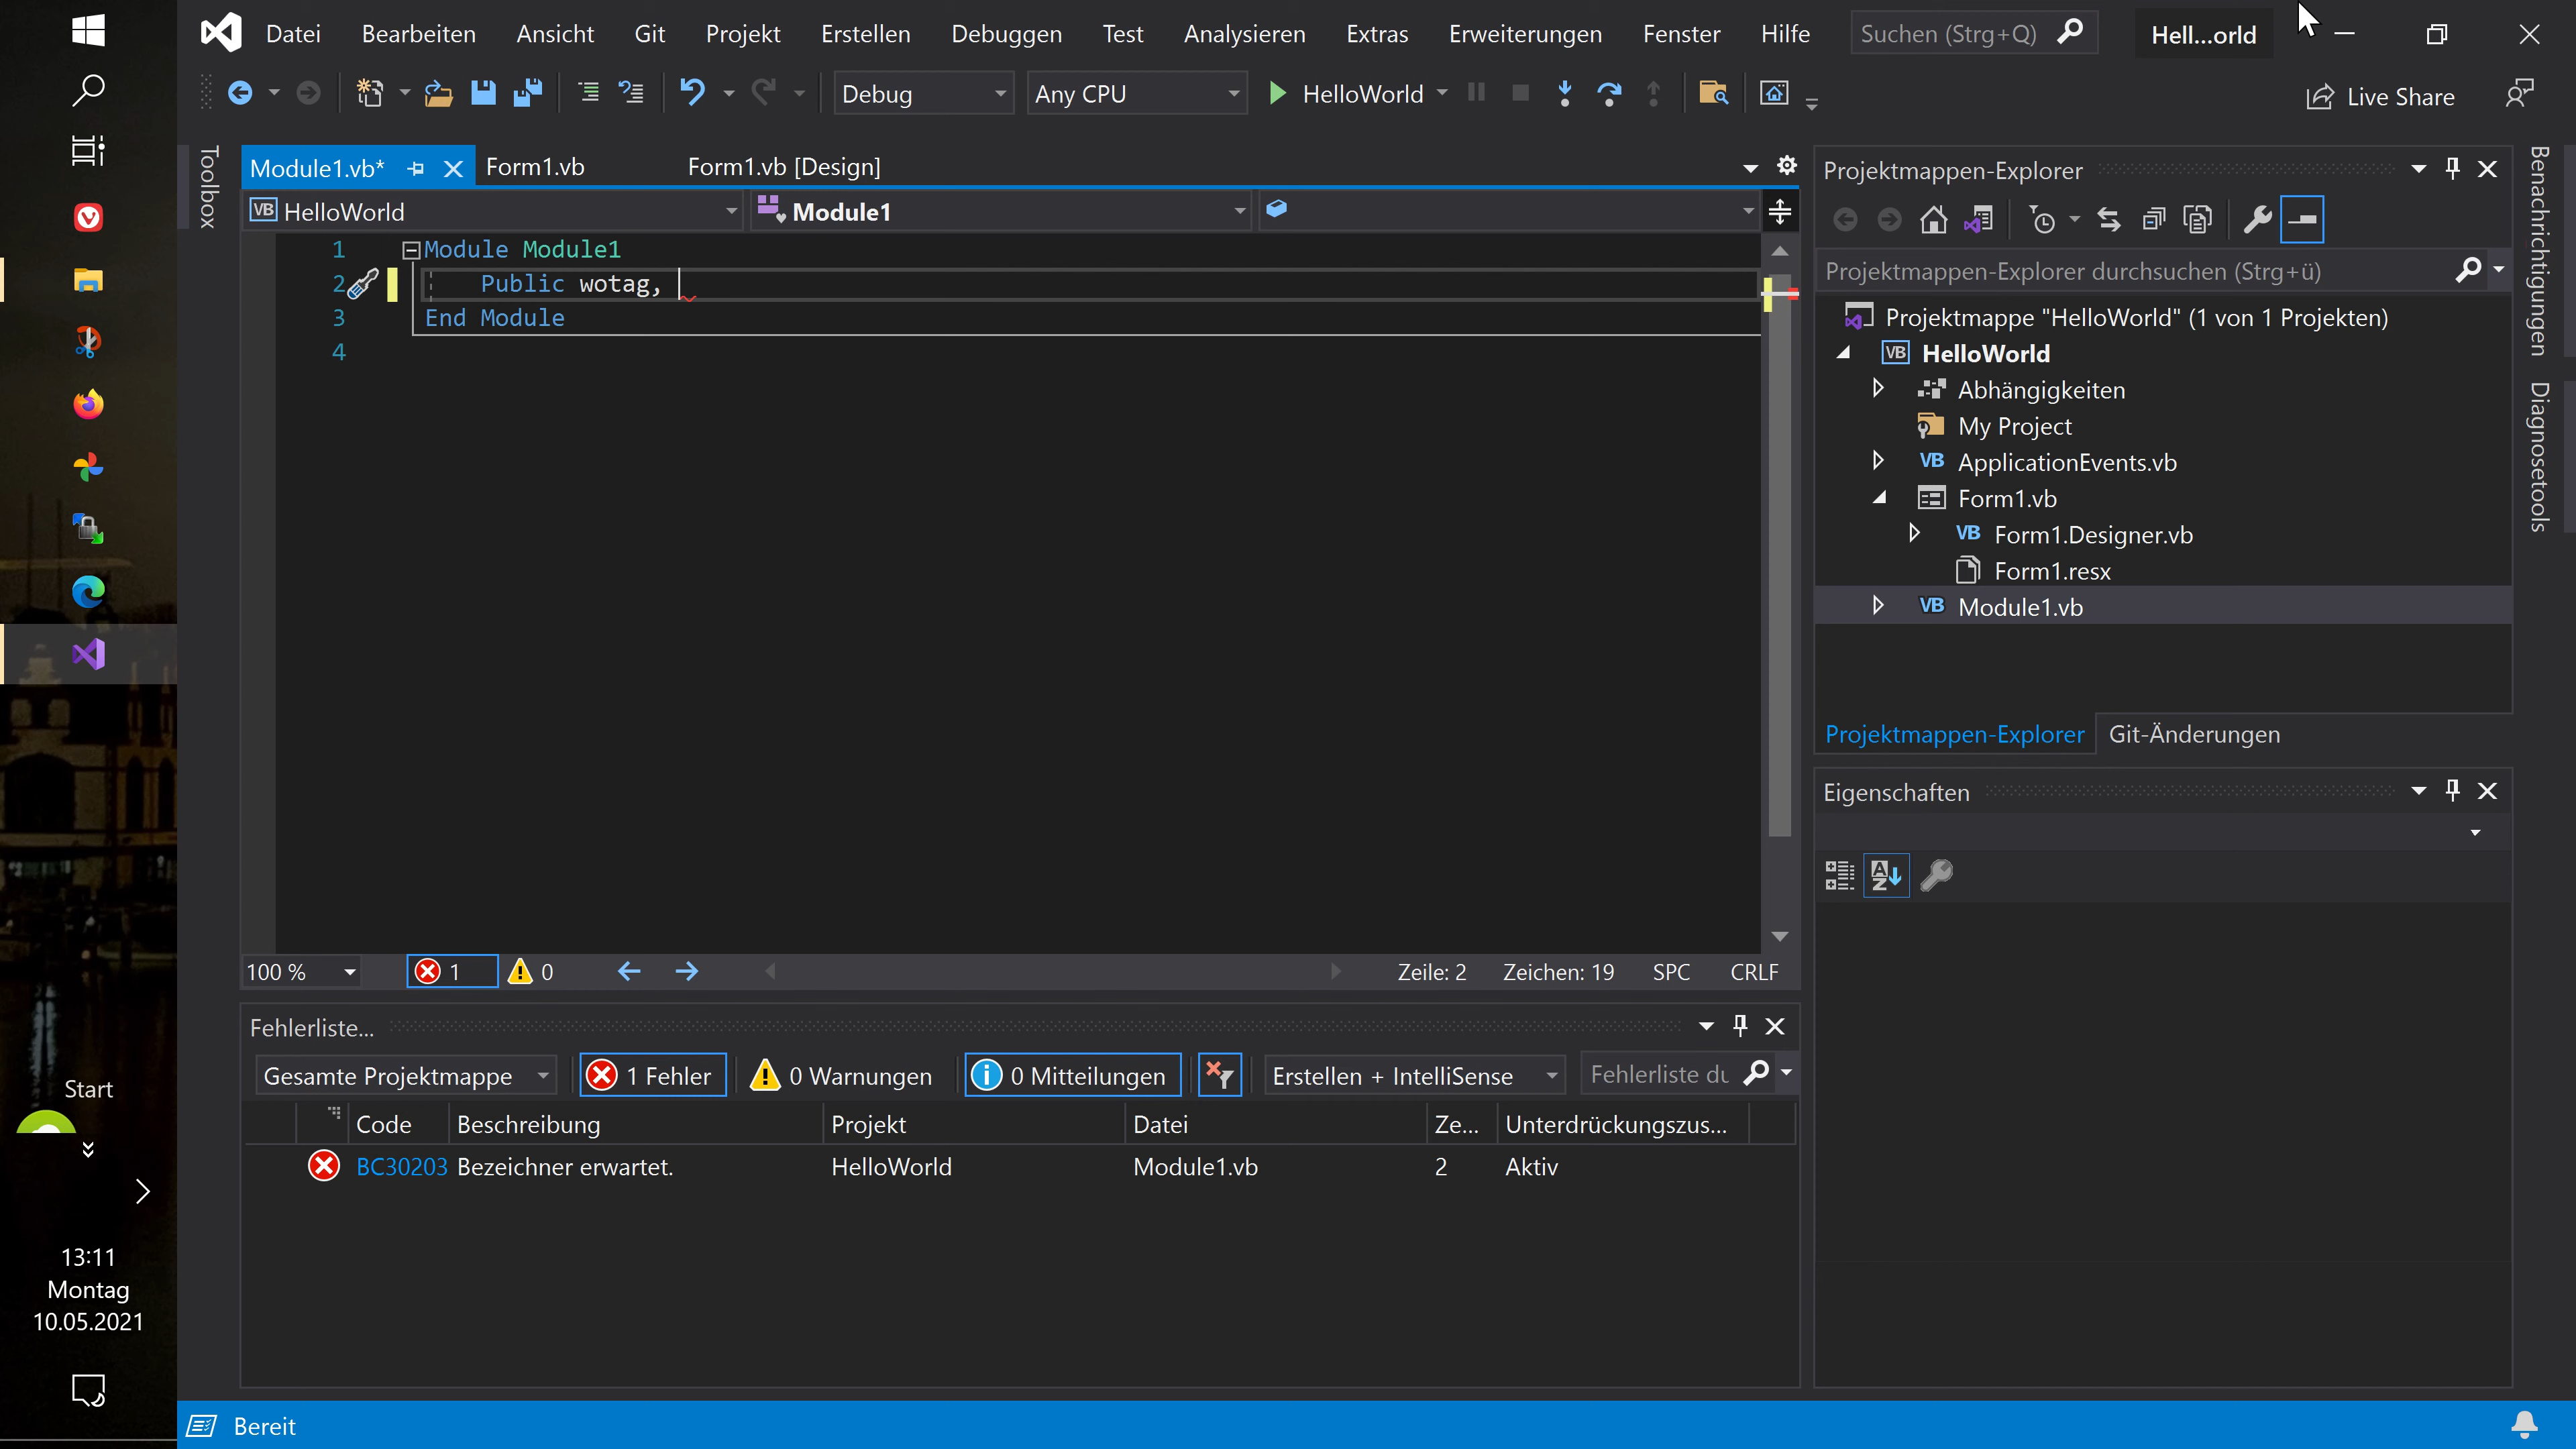 Datei Bearbeiten Ansicht Git Projekt Erstellen Debuggen Test Analysieren Extras Erweiterungen Fenster Hilfe Suchen (Strg+Q) Hell...orld
Debug Any CPU HelloWorld Live Share
Toolbox
Module1.vb* Form1.vb Form1.vb [Design]
VB HelloWorld Module1
1 Module Module1
2 Public wotag,
3 End Module
4
100 % 1 0 Zeile: 2 Zeichen: 19 SPC CRLF
Fehlerliste...
Gesamte Projektmappe 1 Fehler 0 Warnungen 0 Mitteilungen Erstellen + IntelliSense Fehlerliste du
Code Beschreibung Projekt Datei Ze... Unterdrückungszus...
BC30203 Bezeichner erwartet. HelloWorld Module1.vb 2 Aktiv
Projektmappen-Explorer
Projektmappen-Explorer durchsuchen (Strg+ü)
Projektmappe "HelloWorld" (1 von 1 Projekten)
VB HelloWorld
Abhängigkeiten
My Project
VB ApplicationEvents.vb
Form1.vb
VB Form1.Designer.vb
Form1.resx
VB Module1.vb
Projektmappen-Explorer Git-Änderungen
Eigenschaften
AZ
Benachrichtigungen
Diagnosetools
Start
13:11
Montag
10.05.2021
Bereit